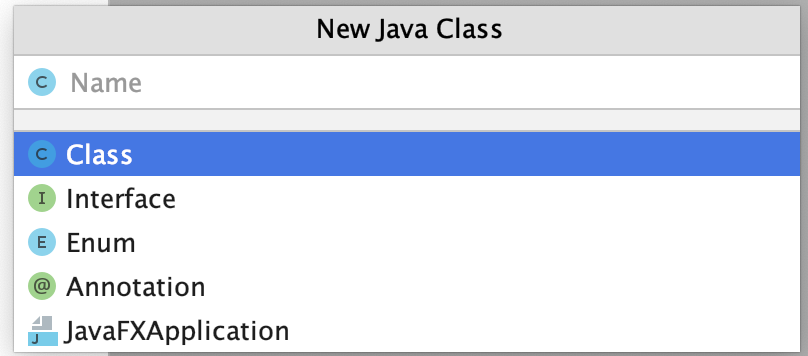 New Java Class
C Name
C Class
I Interface
E Enum
@ Annotation
J JavaFXApplication